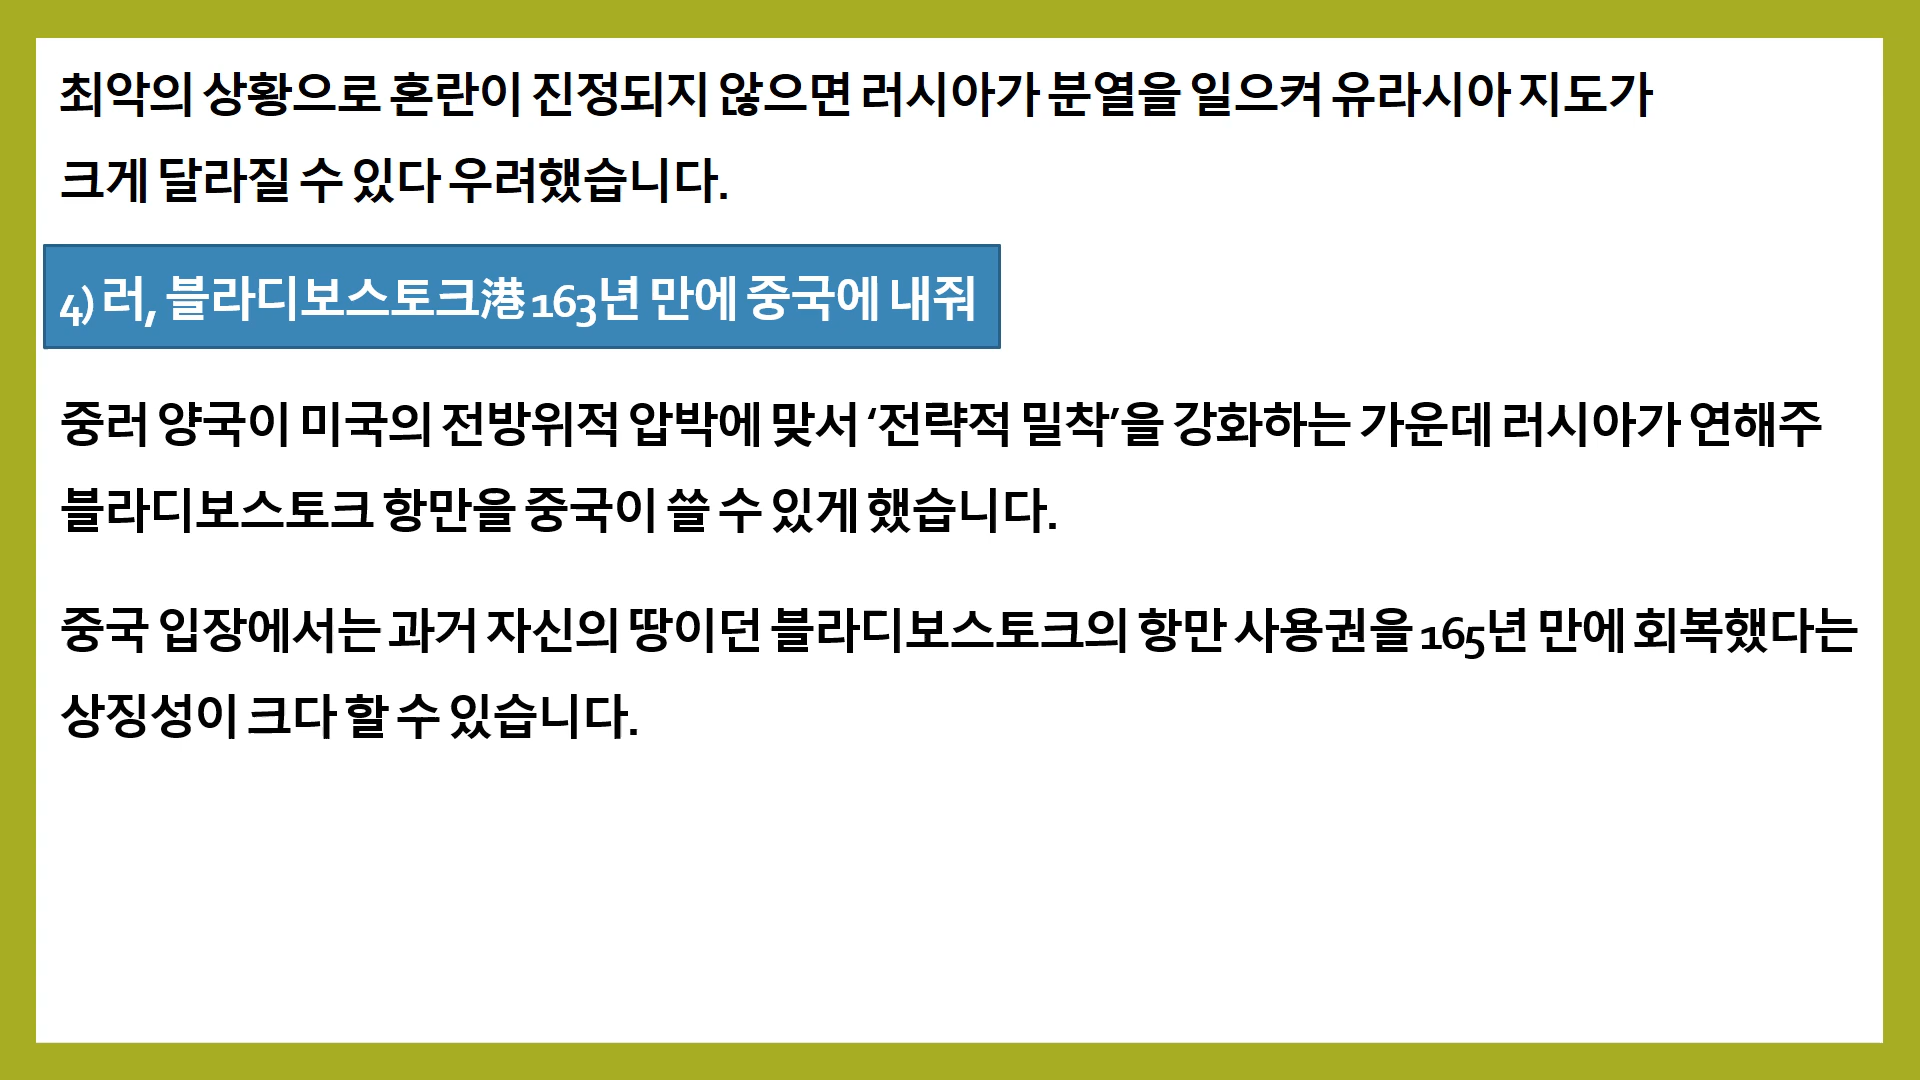 최악의 상황으로 혼란이 진정되지 않으면 러시아가 분열을 일으켜 유라시아 지도가
크게 달라질 수 있다 우려했습니다.
4) 러, 블라디보스토크港 163년 만에 중국에 내줘
중러 양국이 미국의 전방위적 압박에 맞서 ‘전략적 밀착’을 강화하는 가운데 러시아가 연해주
블라디보스토크 항만을 중국이 쓸 수 있게 했습니다.
중국 입장에서는 과거 자신의 땅이던 블라디보스토크의 항만 사용권을 165년 만에 회복했다는
상징성이 크다 할 수 있습니다.